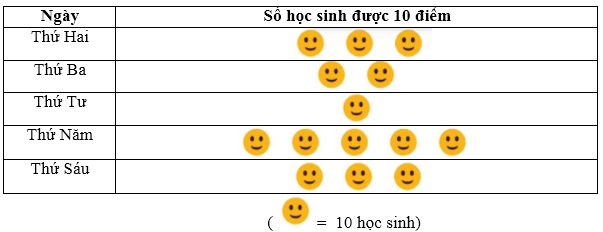 Ngày Số học sinh được 10 điểm
Thứ Hai
Thứ Ba
Thứ Tư
Thứ Năm
Thứ Sáu
( = 10 học sinh)